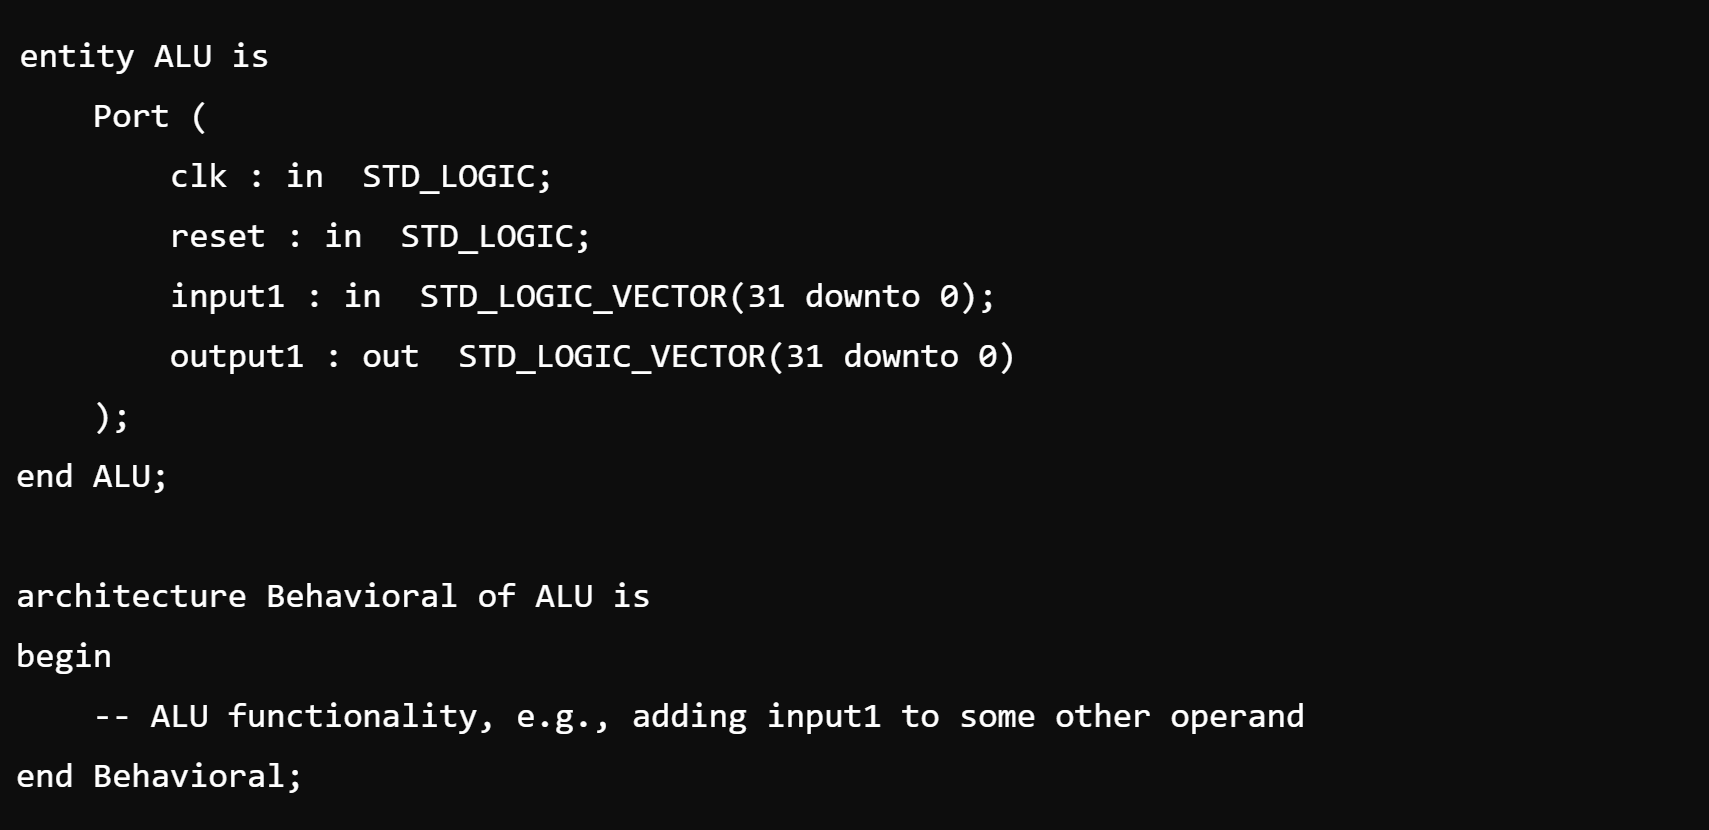 entity ALU is
    Port (
        clk : in  STD_LOGIC;
        reset : in  STD_LOGIC;
        input1 : in  STD_LOGIC_VECTOR(31 downto 0);
        output1 : out  STD_LOGIC_VECTOR(31 downto 0)
    );
end ALU;

architecture Behavioral of ALU is
begin
    -- ALU functionality, e.g., adding input1 to some other operand
end Behavioral;